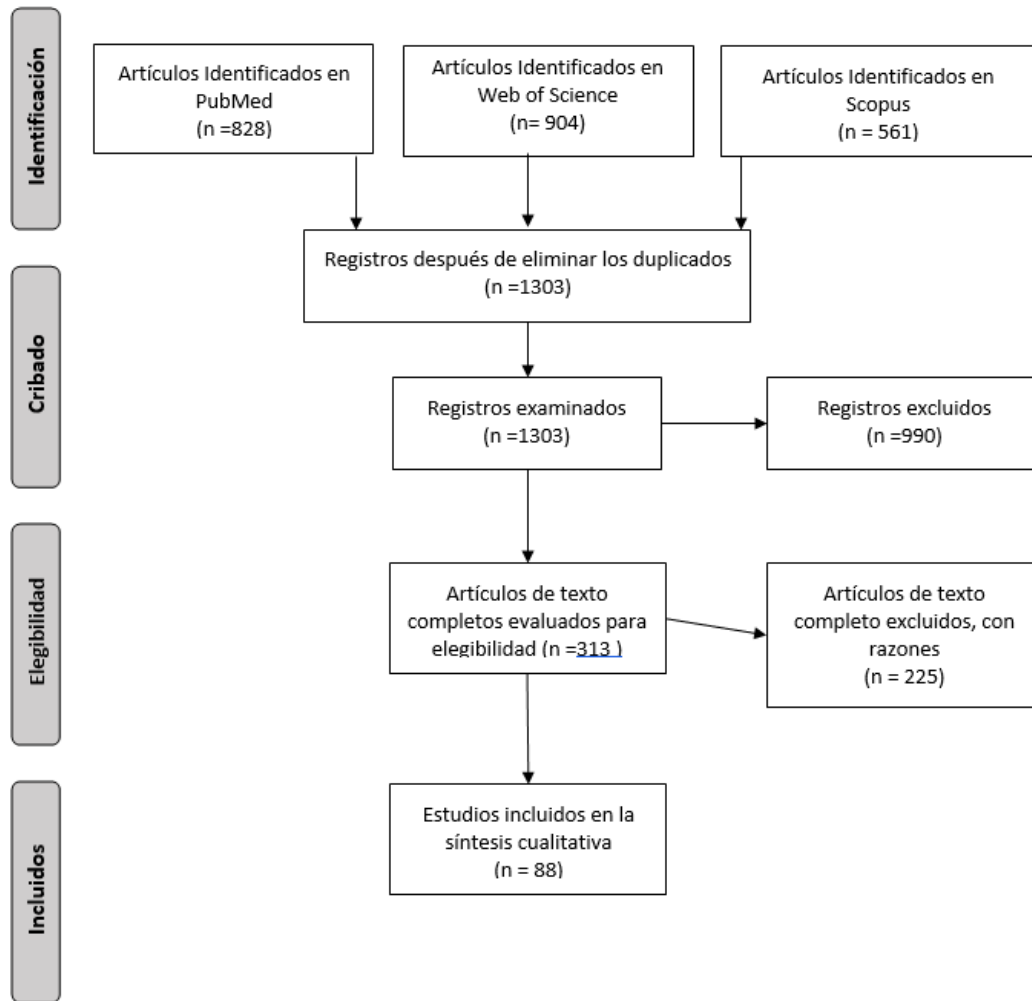 Identificación
Artículos Identificados en
PubMed
(n =828)
Artículos Identificados en
Web of Science
(n= 904)
Artículos Identificados en
Scopus
(n = 561)
Registros después de eliminar los duplicados
(n =1303)
Cribado
Registros examinados
(n =1303)
Registros excluidos
(n =990)
Elegibilidad
Artículos de texto
completos evaluados para
elegibilidad (n =313 )
Artículos de texto
completo excluidos, con
razones
(n = 225)
Incluidos
Estudios incluidos en la
síntesis cualitativa
(n = 88)